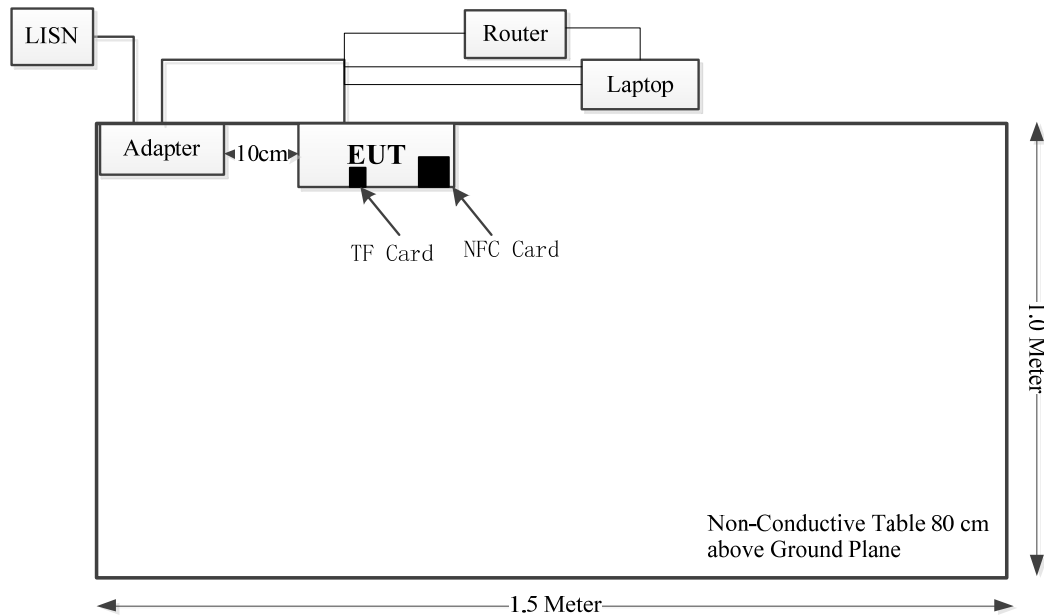 LISN
Router
Laptop
Adapter
10cm
EUT
TF Card
NFC Card
1.0 Meter
Non-Conductive Table 80 cm
above Ground Plane
1.5 Meter